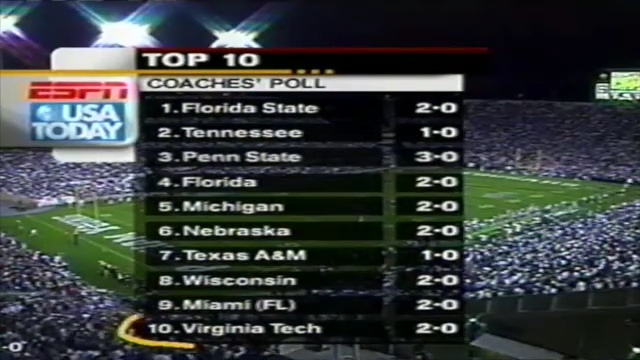 TOP 10
COACHES' POLL
ESPN
USA
TODAY
1. Florida State 2-0
2. Tennessee 1-0
3. Penn State 3-0
4. Florida 2-0
5. Michigan 2-0
6. Nebraska 2-0
7. Texas A&M 1-0
8. Wisconsin 2-0
9. Miami (FL) 2-0
10. Virginia Tech 2-0
-0